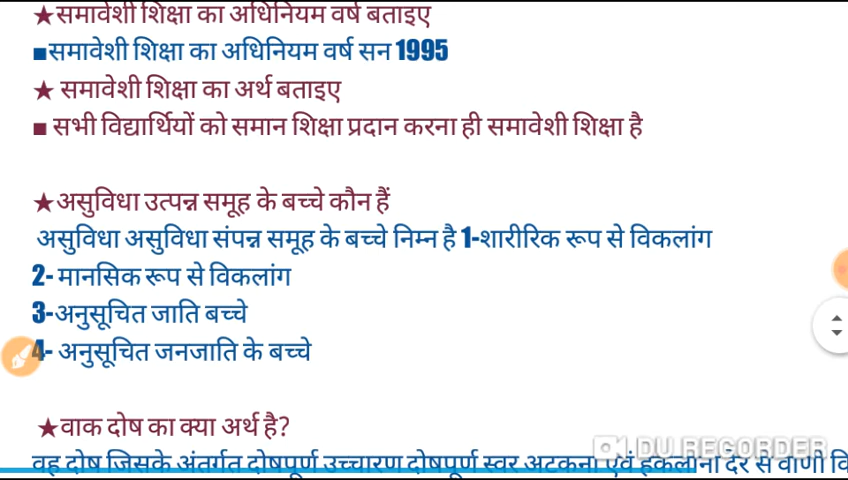 ★समावेशी शिक्षा का अधिनियम वर्ष बताइए
■समावेशी शिक्षा का अधिनियम वर्ष सन 1995
★ समावेशी शिक्षा का अर्थ बताइए
■ सभी विद्यार्थियों को समान शिक्षा प्रदान करना ही समावेशी शिक्षा है
★असुविधा उत्पन्न समूह के बच्चे कौन हैं
असुविधा असुविधा संपन्न समूह के बच्चे निम्न है 1-शारीरिक रूप से विकलांग
2- मानसिक रूप से विकलांग
3-अनुसूचित जाति बच्चे
4- अनुसूचित जनजाति के बच्चे
★वाक दोष का क्या अर्थ है?
वह दोष जिसके अंतर्गत दोषपूर्ण उच्चारण दोषपूर्ण स्वर अटकना एवं हकलाना देर से वाणी
DU RECORDER